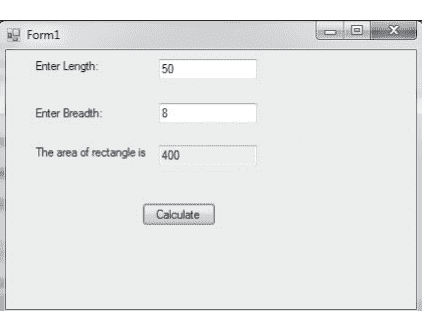 Form1
Enter Length: 50
Enter Breadth: 8
The area of rectangle is 400
Calculate